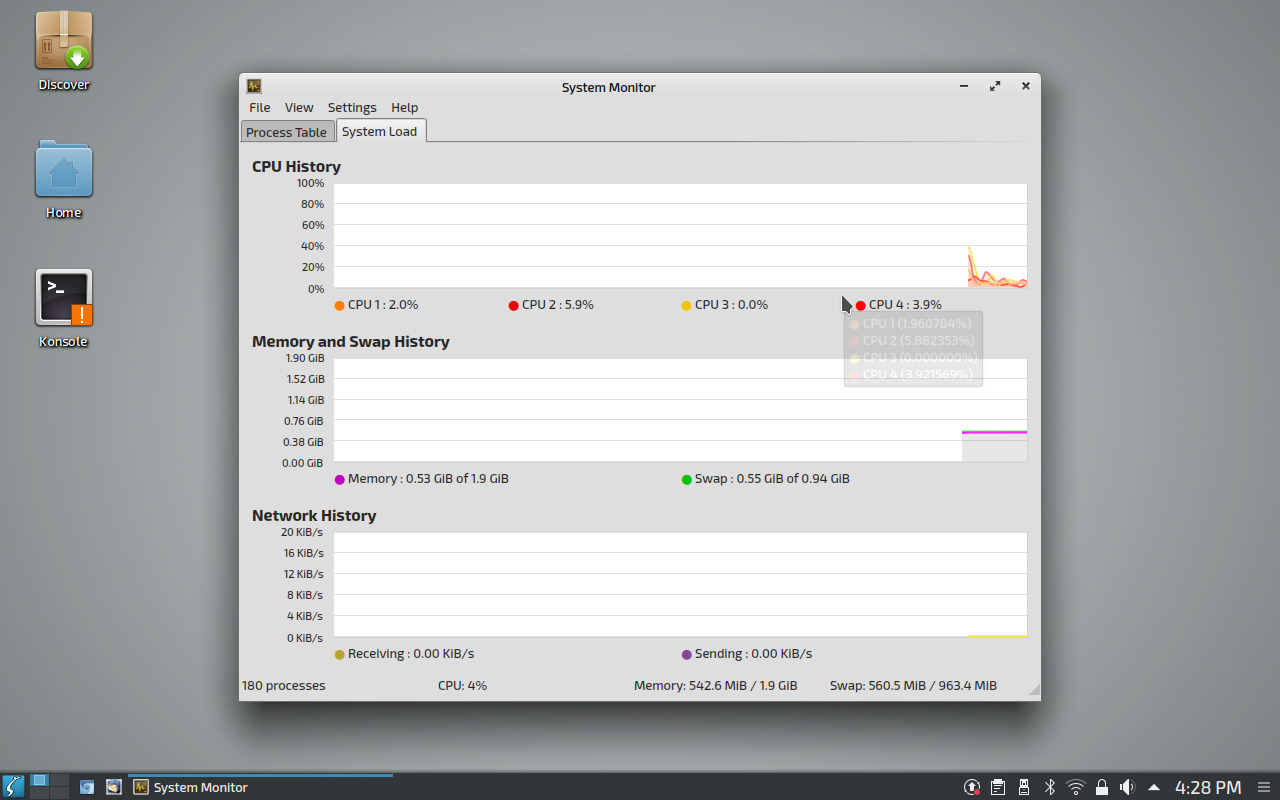 Discover
Home
>_
!
Konsole
System Monitor
File View Settings Help
Process Table System Load
CPU History
100%
80%
60%
40%
20%
0%
CPU 1 : 2.0% CPU 2 : 5.9% CPU 3 : 0.0% CPU 4 : 3.9%
CPU 1 (1.960784%)
CPU 2 (5.882353%)
CPU 3 (0.000000%)
CPU 4 (3.921569%)
Memory and Swap History
1.90 GiB
1.52 GiB
1.14 GiB
0.76 GiB
0.38 GiB
0.00 GiB
Memory : 0.53 GiB of 1.9 GiB Swap : 0.55 GiB of 0.94 GiB
Network History
20 KiB/s
16 KiB/s
12 KiB/s
8 KiB/s
4 KiB/s
0 KiB/s
Receiving : 0.00 KiB/s Sending : 0.00 KiB/s
180 processes CPU: 4% Memory: 542.6 MiB / 1.9 GiB Swap: 560.5 MiB / 963.4 MiB
System Monitor 4:28 PM